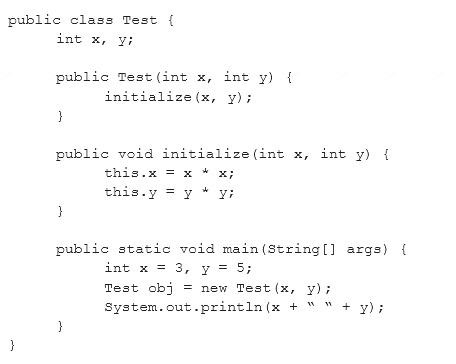 public class Test {
int x, y;
public Test(int x, int y) {
initialize(x, y);
}
public void initialize(int x, int y) {
this.x = x * x;
this.y = y * y;
}
public static void main(String[] args) {
int x = 3, y = 5;
Test obj = new Test(x, y);
System.out.println(x + “ “ + y);
}
}